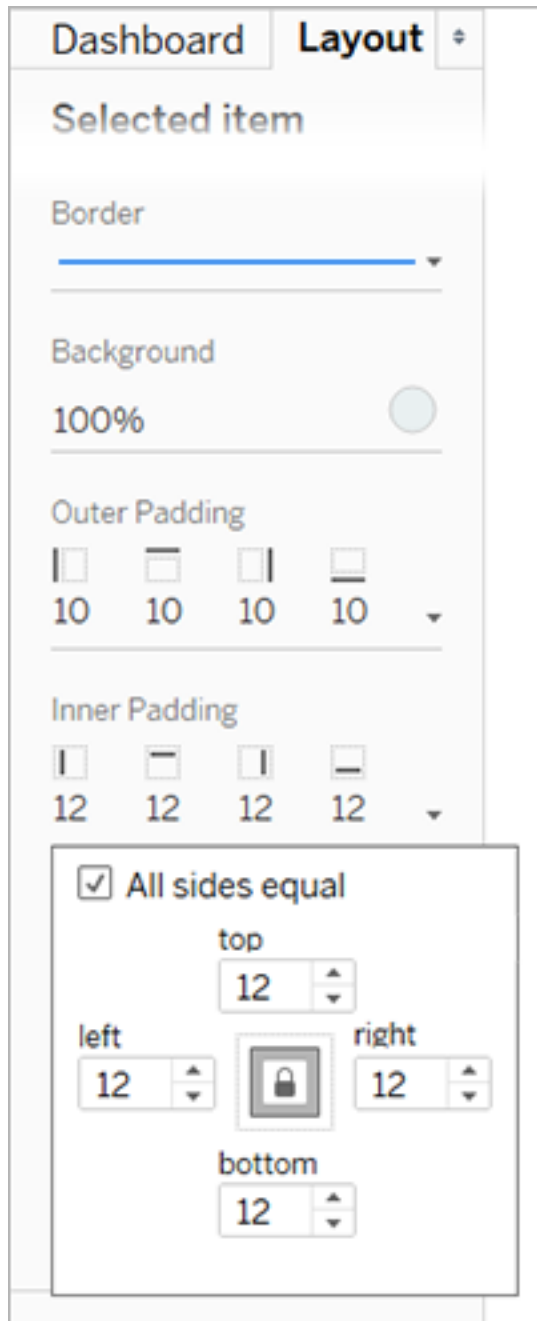 Dashboard Layout
Selected item
Border
Background
100%
Outer Padding
10 10 10 10
Inner Padding
12 12 12 12
All sides equal
top
12
left right
12 12
bottom
12